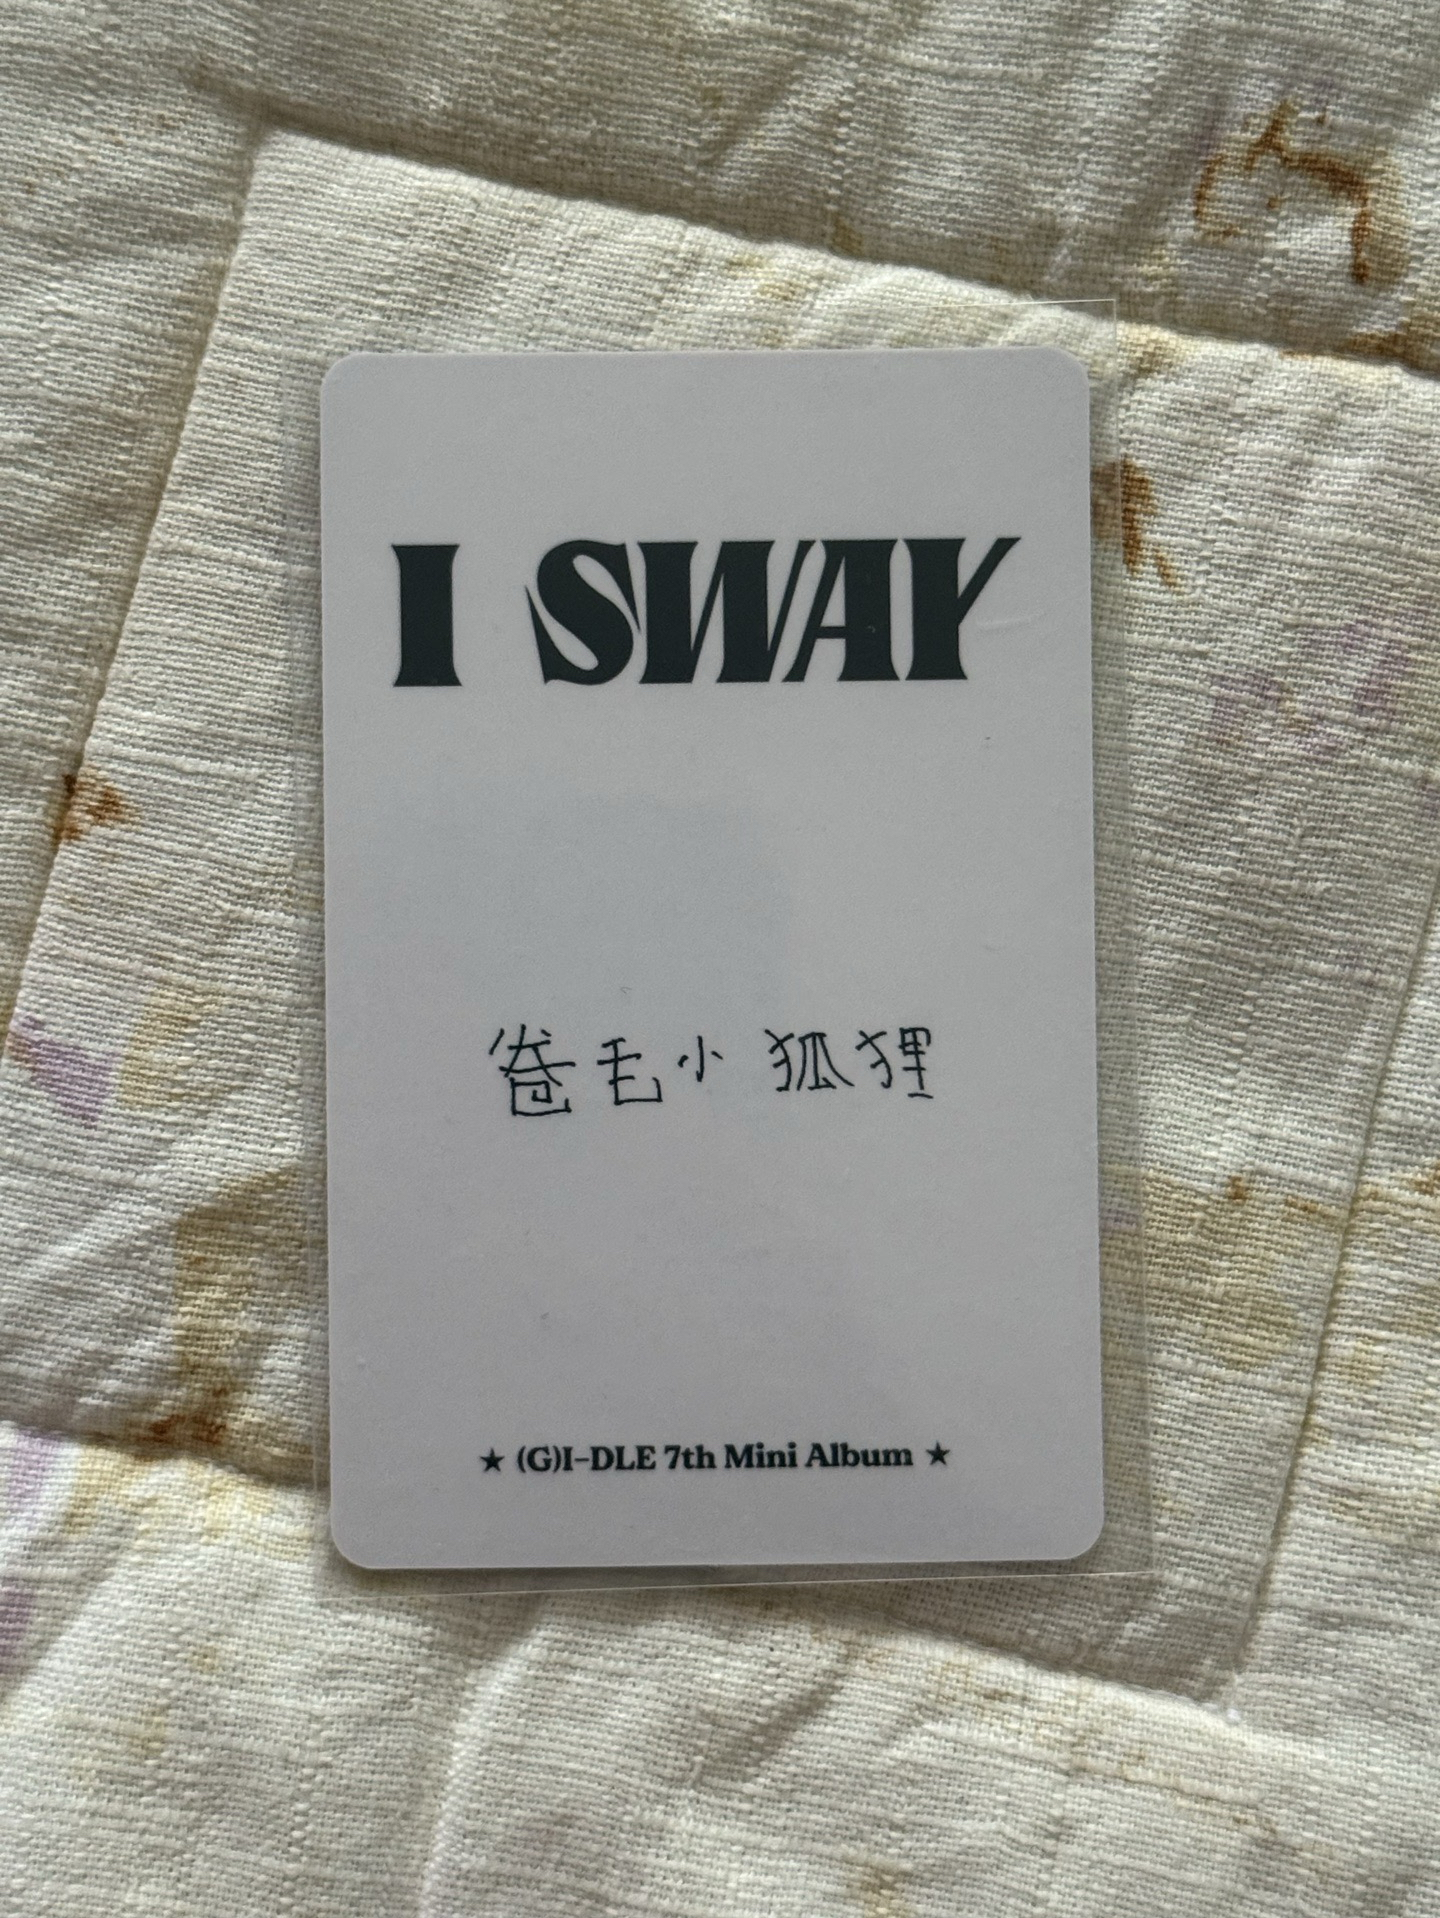 I SWAY
卷毛小狐狸
★ (G)I-DLE 7th Mini Album ★